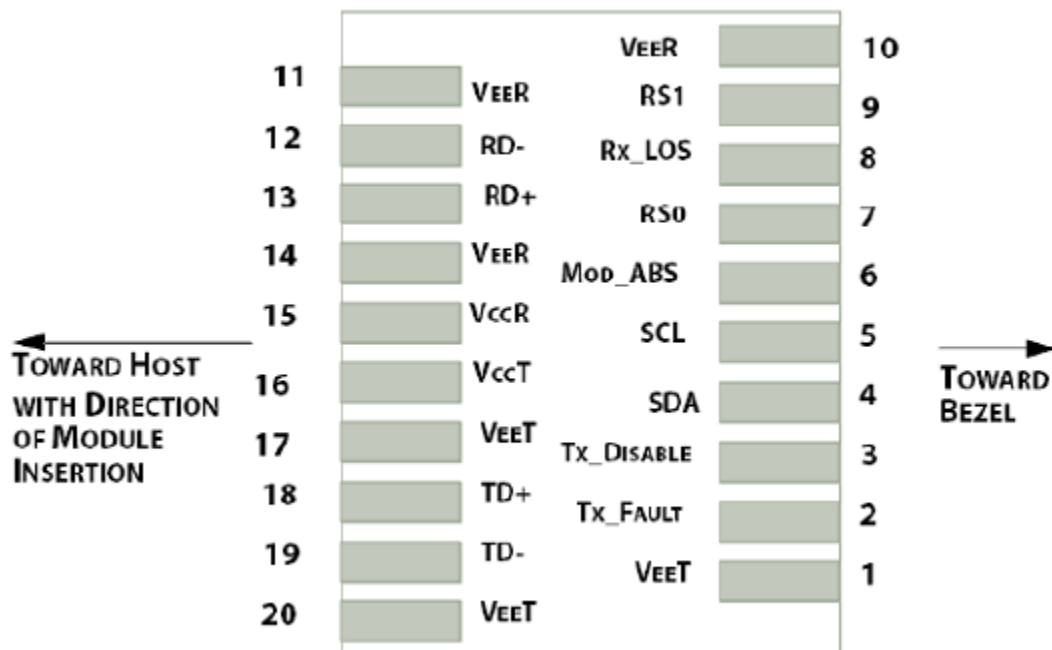 11 VEER
12 RD-
13 RD+
14 VEER
15 VCCR
16 VCCT
17 VEET
18 TD+
19 TD-
20 VEET
TOWARD HOST
WITH DIRECTION
OF MODULE
INSERTION
VEER 10
RS1 9
RX_LOS 8
RS0 7
MOD_ABS 6
SCL 5
SDA 4
TX_DISABLE 3
TX_FAULT 2
VEET 1
TOWARD
BEZEL